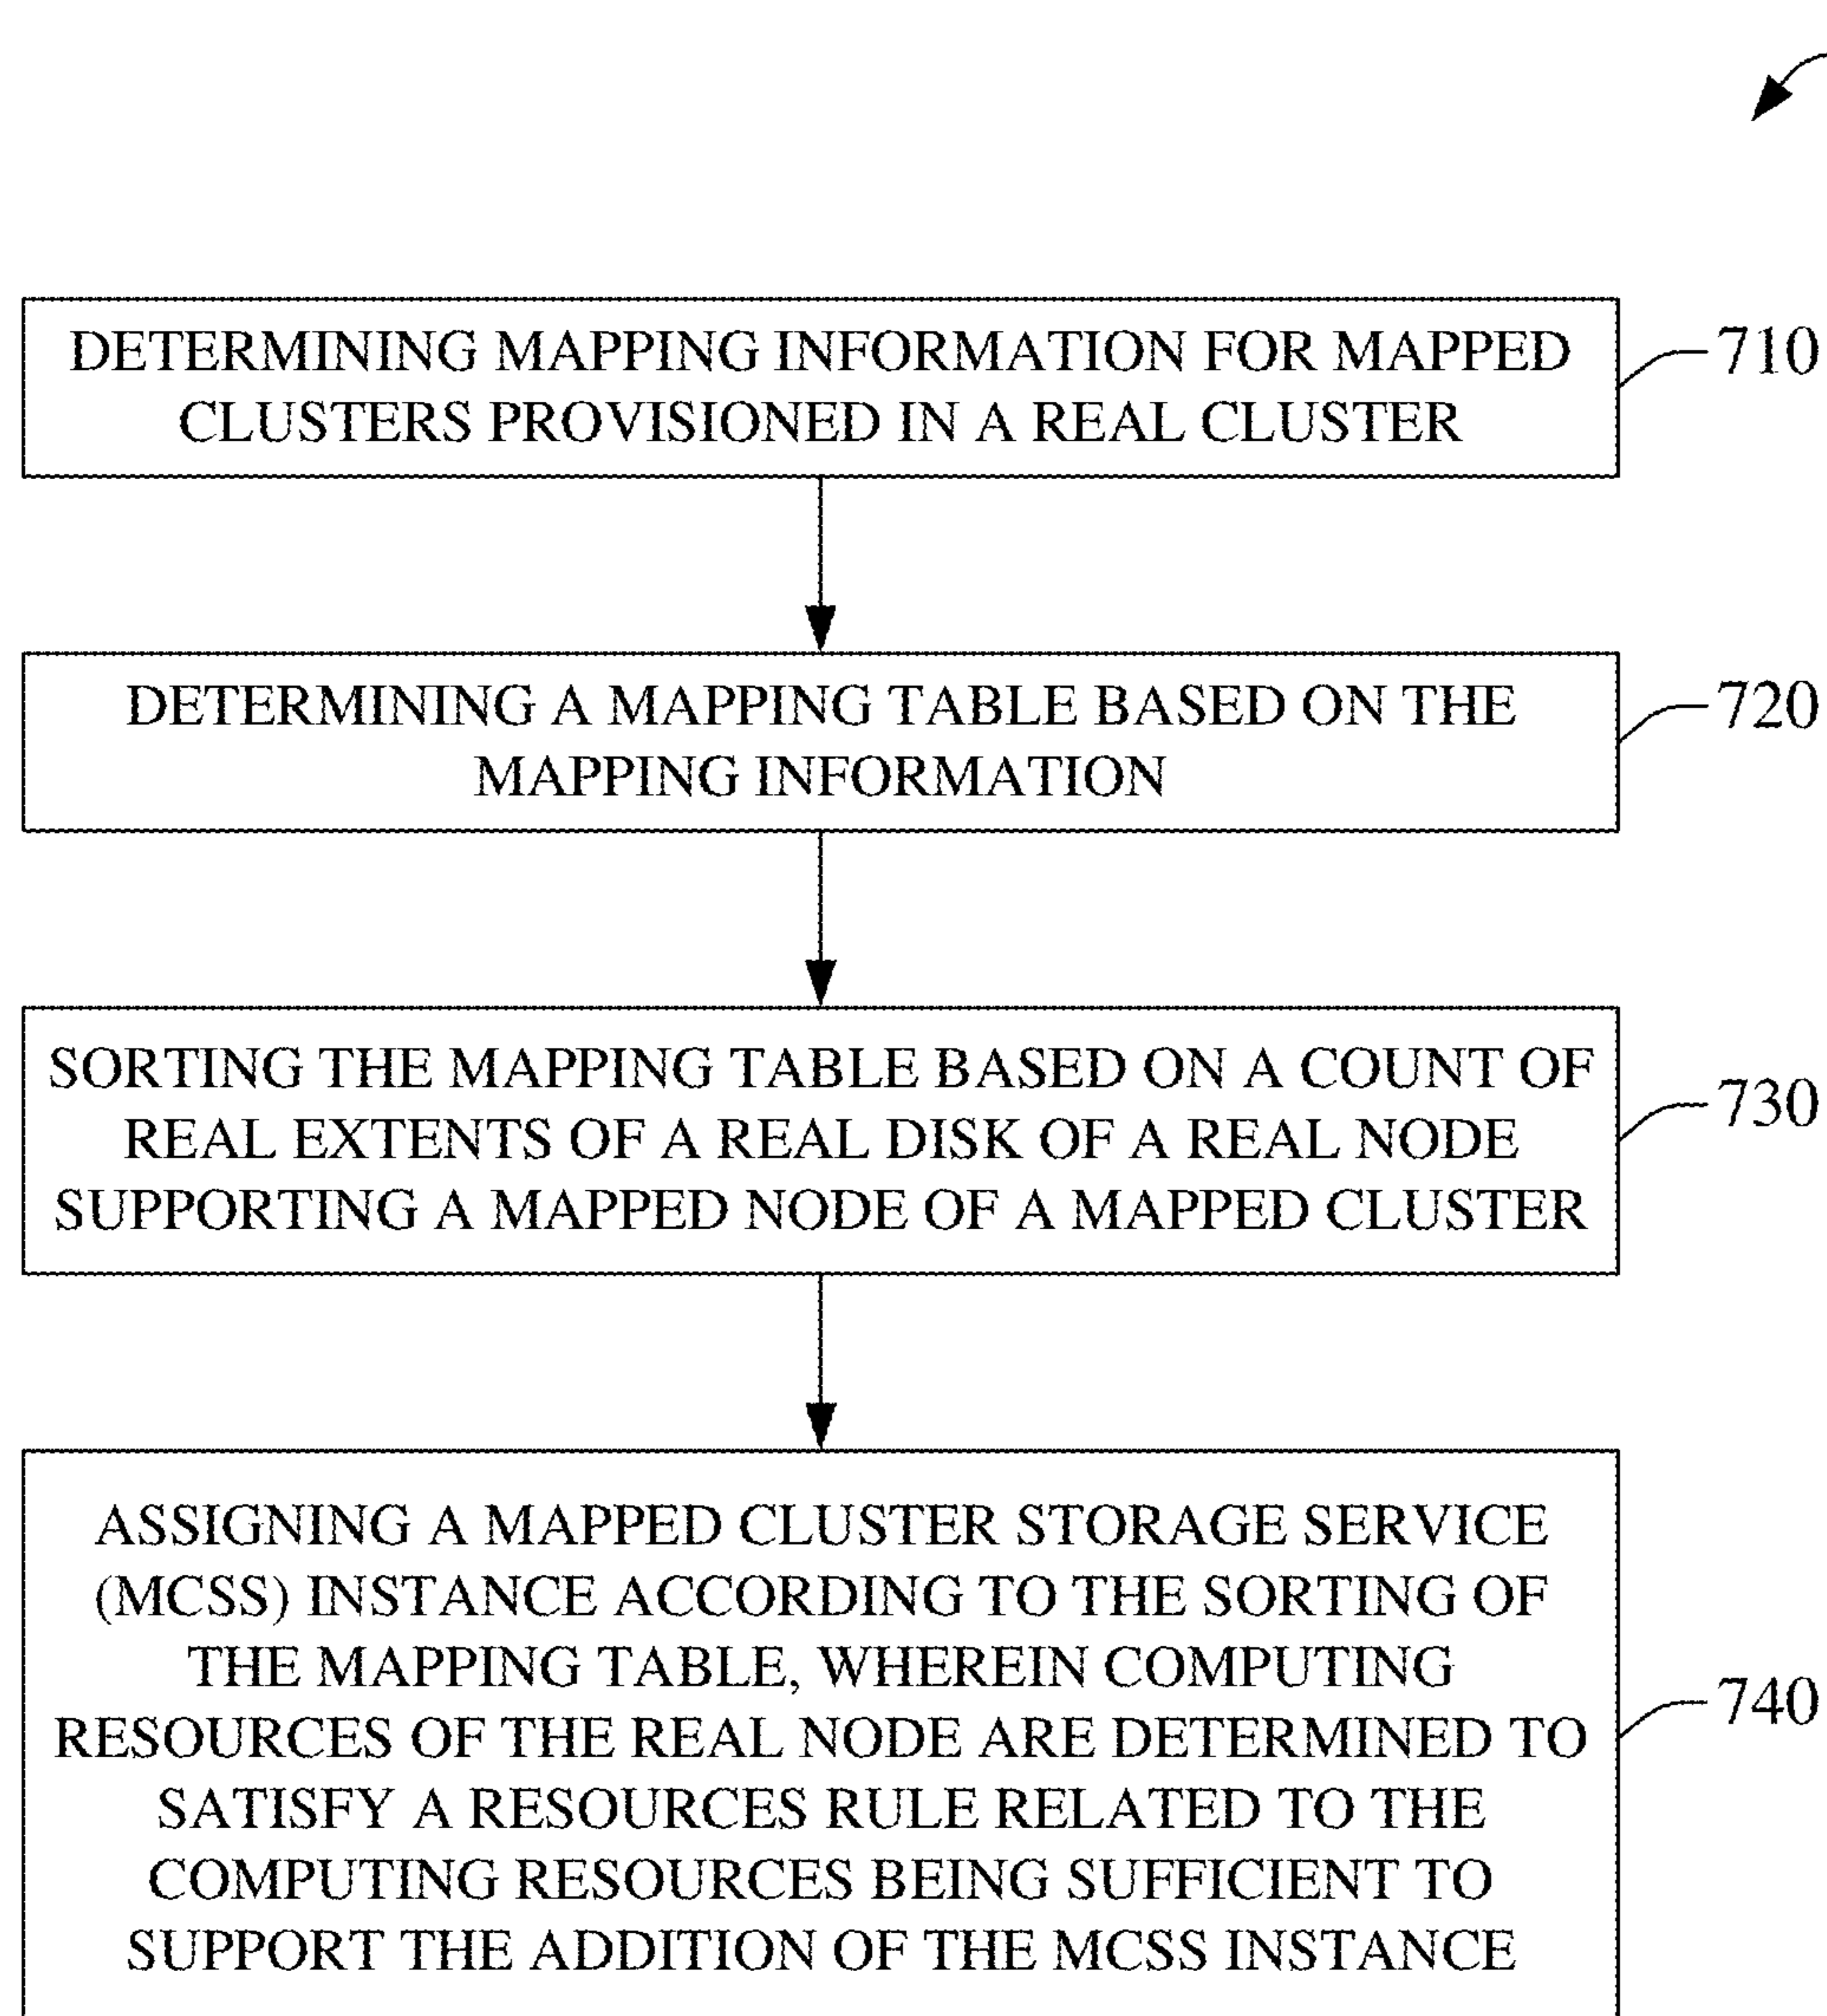 DETERMINING MAPPING INFORMATION FOR MAPPED
CLUSTERS PROVISIONED IN A REAL CLUSTER
710
DETERMINING A MAPPING TABLE BASED ON THE
MAPPING INFORMATION
720
SORTING THE MAPPING TABLE BASED ON A COUNT OF
REAL EXTENTS OF A REAL DISK OF A REAL NODE
SUPPORTING A MAPPED NODE OF A MAPPED CLUSTER
730
ASSIGNING A MAPPED CLUSTER STORAGE SERVICE
(MCSS) INSTANCE ACCORDING TO THE SORTING OF
THE MAPPING TABLE, WHEREIN COMPUTING
RESOURCES OF THE REAL NODE ARE DETERMINED TO
SATISFY A RESOURCES RULE RELATED TO THE
COMPUTING RESOURCES BEING SUFFICIENT TO
SUPPORT THE ADDITION OF THE MCSS INSTANCE
740